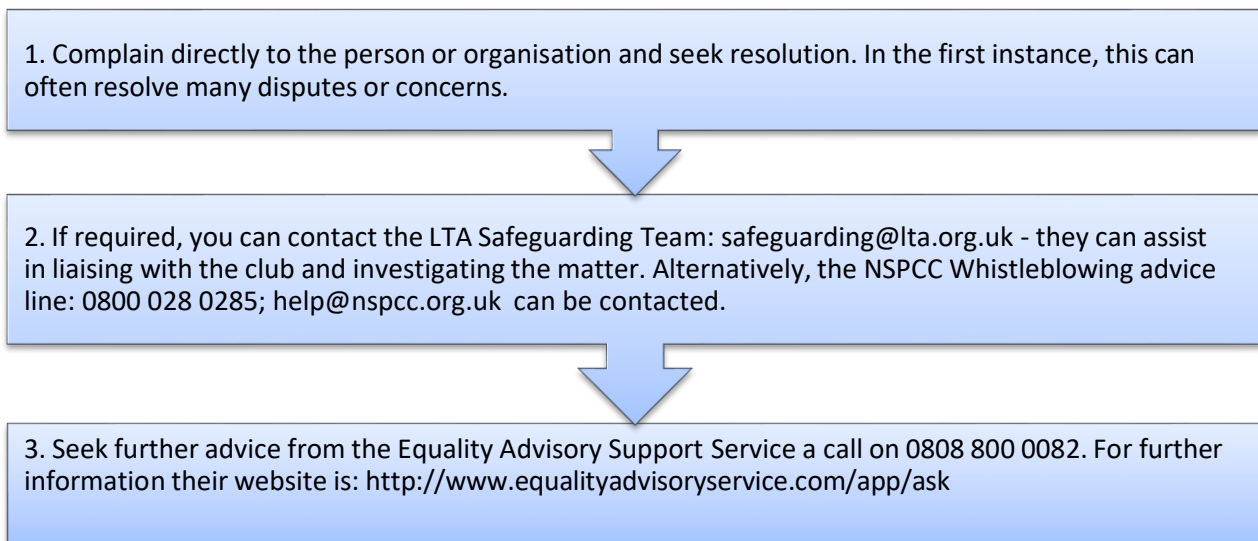 1. Complain directly to the person or organisation and seek resolution. In the first instance, this can
often resolve many disputes or concerns.
2. If required, you can contact the LTA Safeguarding Team: safeguarding@lta.org.uk - they can assist
in liaising with the club and investigating the matter. Alternatively, the NSPCC Whistleblowing advice
line: 0800 028 0285; help@nspcc.org.uk  can be contacted.
3. Seek further advice from the Equality Advisory Support Service a call on 0808 800 0082. For further
information their website is: http://www.equalityadvisoryservice.com/app/ask